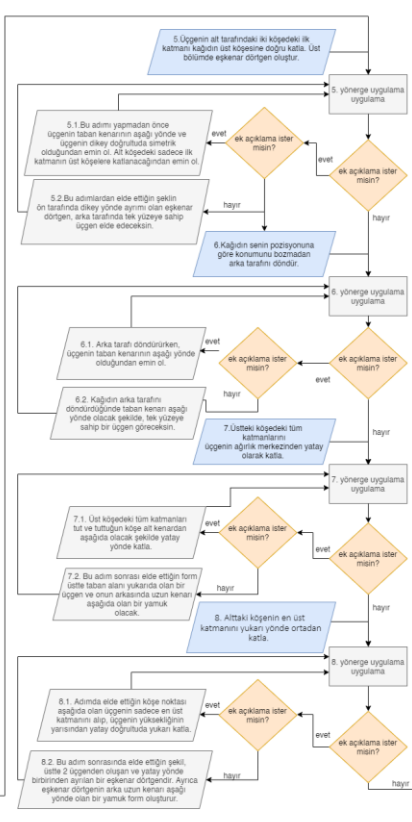 5.Üçgenin alt tarafındaki iki köşedeki ilk
katmanı kağıdın üst köşesine doğru katla. Üst
bölümde eşkenar dörtgen oluştur.
5. yönerge uygulama
uygulama
5.1.Bu adımı yapmadan önce
üçgenin taban kenarının aşağı yönde ve
üçgenin dikey doğrultuda simetrik
olduğundan emin ol. Alt köşedeki sadece ilk
katmanın üst köşelere katlanacağından emin ol.
evet
ek açıklama ister
misin?
evet
ek açıklama ister
misin?
5.2.Bu adımlardan elde ettiğin şeklin
ön tarafında dikey yönde ayrımı olan eşkenar
dörtgen, arka tarafında tek yüzeye sahip
üçgen elde edeceksin.
hayır
hayır
6.Kağıdın senin pozisyonuna
göre konumunu bozmadan
arka tarafını döndür.
6. yönerge uygulama
uygulama
6.1. Arka tarafı döndürürken,
üçgenin taban kenarının aşağı yönde
olduğundan emin ol.
evet
ek açıklama ister
misin?
evet
ek açıklama ister
misin?
6.2. Kağıdın arka tarafını
döndürdüğünde taban kenarı aşağı
yönde olacak şekilde, tek yüzeye
sahip bir üçgen göreceksin.
hayır
hayır
7.Üstteki köşedeki tüm
katmanlarını
üçgenin ağırlık merkezinden yatay
olarak katla.
7. yönerge uygulama
uygulama
7.1. Üst köşedeki tüm katmanları
tut ve tuttuğun köşe alt kenardan
aşağıda olacak şekilde yatay
yönde katla.
evet
ek açıklama ister
misin?
evet
ek açıklama ister
misin?
7.2. Bu adım sonrası elde ettiğin form
üstte taban alanı yukarıda olan bir
üçgen ve onun arkasında uzun kenarı
aşağıda olan bir yamuk
olacak.
hayır
hayır
8. Alttaki köşenin en üst
katmanını yukarı yönde ortadan
katla.
8. yönerge uygulama
uygulama
8.1. Adımda elde ettiğin köşe noktası
aşağıda olan üçgenin sadece en üst
katmanını alıp, üçgenin yüksekliğinin
yarısından yatay doğrultuda yukarı katla.
evet
ek açıklama ister
misin?
evet
ek açıklama ister
misin?
8.2. Bu adım sonrasında elde ettiğin şekil,
üstte 2 üçgenden oluşan ve yatay yönde
birbirinden ayrılan bir eşkenar dörtgendir. Ayrıca
eşkenar dörtgenin arka uzun kenarı aşağı
yönde olan bir yamuk form oluşturur.
hayır
hayır